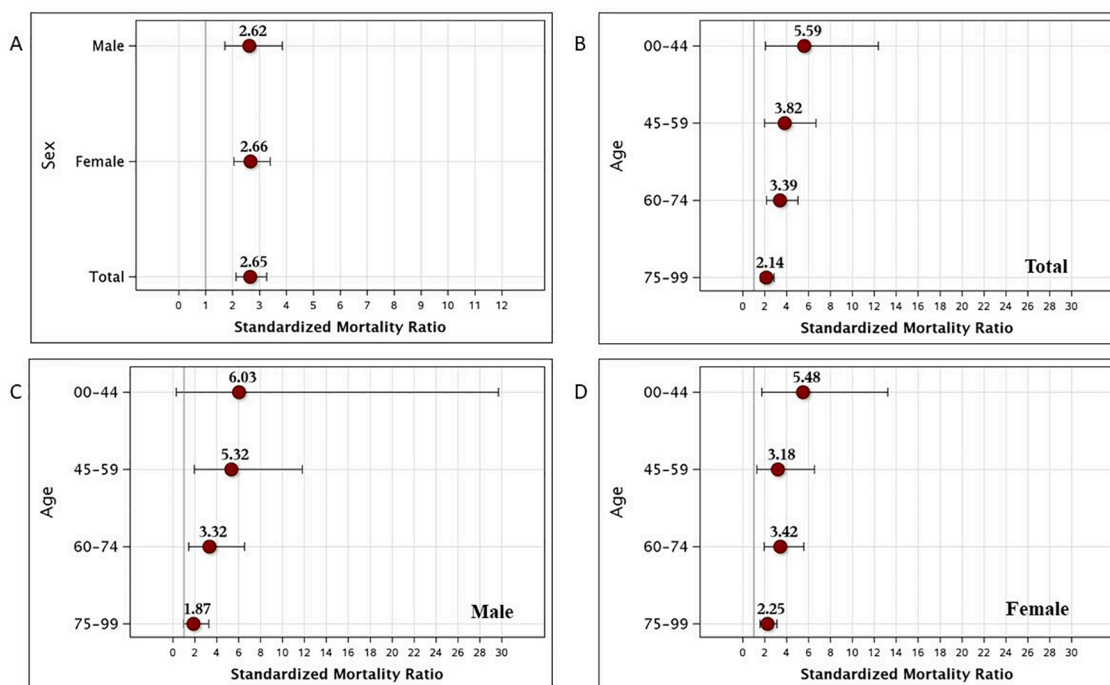 A
Sex
Male
2.62
Female
2.66
Total
2.65
0 1 2 3 4 5 6 7 8 9 10 11 12
Standardized Mortality Ratio
B
Age
00-44
5.59
45-59
3.82
60-74
3.39
75-99
2.14
Total
0 2 4 6 8 10 12 14 16 18 20 22 24 26 28 30
Standardized Mortality Ratio
C
Age
00-44
6.03
45-59
5.32
60-74
3.32
75-99
1.87
Male
0 2 4 6 8 10 12 14 16 18 20 22 24 26 28 30
Standardized Mortality Ratio
D
Age
00-44
5.48
45-59
3.18
60-74
3.42
75-99
2.25
Female
0 2 4 6 8 10 12 14 16 18 20 22 24 26 28 30
Standardized Mortality Ratio